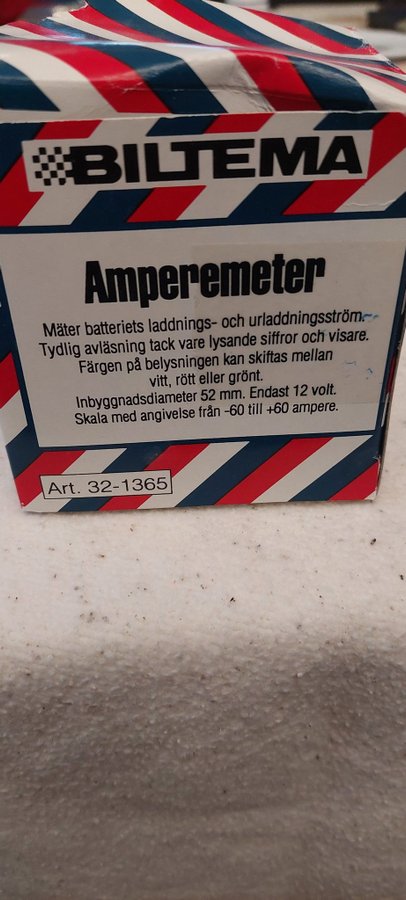 BILTEMA
Amperemeter
Mäter batteriets laddnings- och urladdningsström.
Tydlig avläsning tack vare lysande siffror och visare.
Färgen på belysningen kan skiftas mellan
vitt, rött eller grönt.
Inbyggnadsdiameter 52 mm. Endast 12 volt.
Skala med angivelse från -60 till +60 ampere.
Art. 32-1365